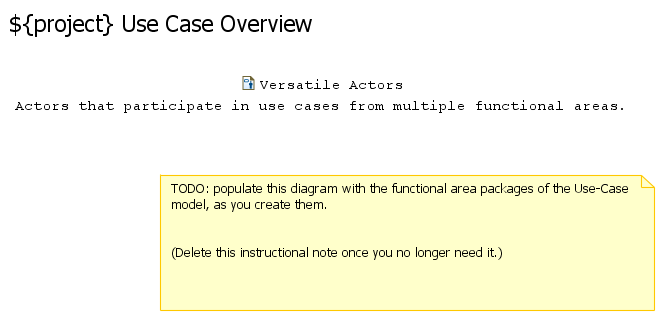 ${project} Use Case Overview
Versatile Actors
Actors that participate in use cases from multiple functional areas.
TODO: populate this diagram with the functional area packages of the Use-Case
model, as you create them.
(Delete this instructional note once you no longer need it.)